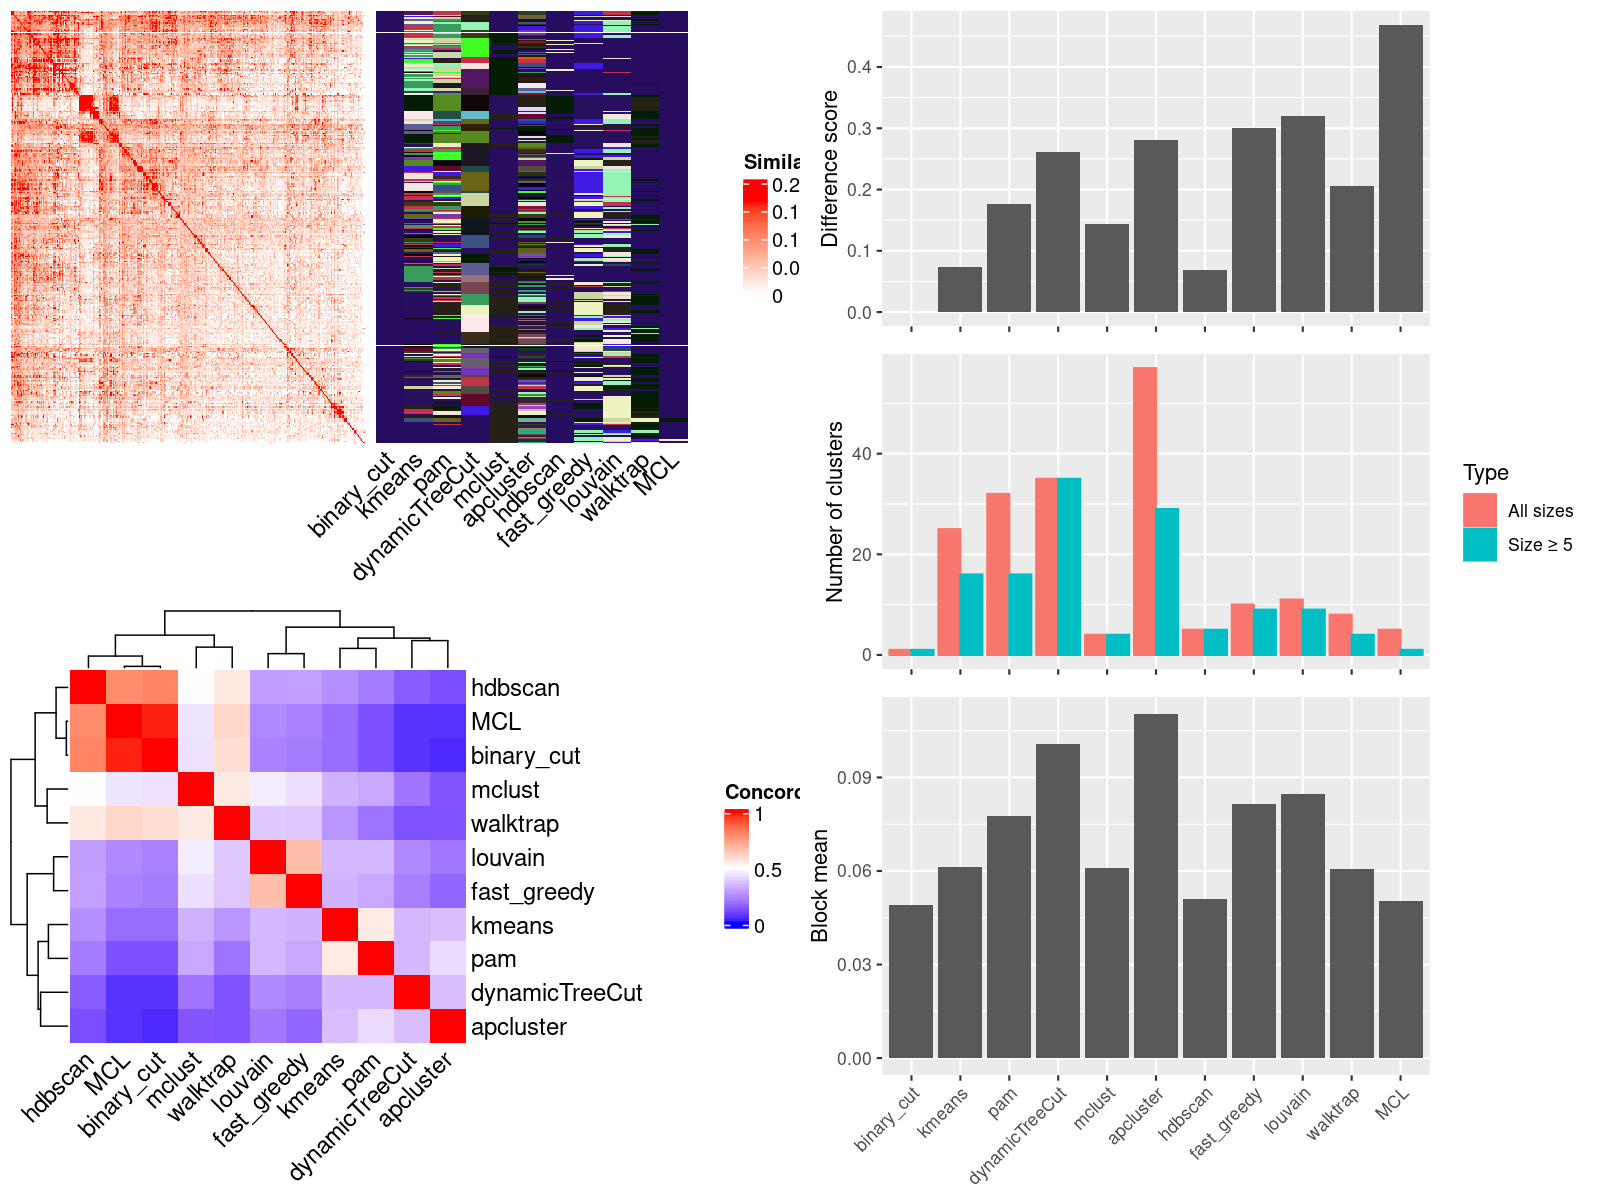 Simila
0.2
0.1
0.1
0.0
0
binary_cut
kmeans
pam
dynamicTreeCut
mclust
apcluster
hdbscan
fast_greedy
louvain
walktrap
MCL
hdbscan
MCL
binary_cut
mclust
walktrap
louvain
fast_greedy
kmeans
pam
dynamicTreeCut
apcluster
hdbscan
MCL
binary_cut
mclust
walktrap
louvain
fast_greedy
kmeans
pam
dynamicTreeCut
apcluster
Concord
1
0.5
0
Difference score
0.4
0.3
0.2
0.1
0.0
Number of clusters
40
20
0
Type
All sizes
Size ≥ 5
Block mean
0.09
0.06
0.03
0.00
binary_cut
kmeans
pam
dynamicTreeCut
mclust
apcluster
hdbscan
fast_greedy
louvain
walktrap
MCL